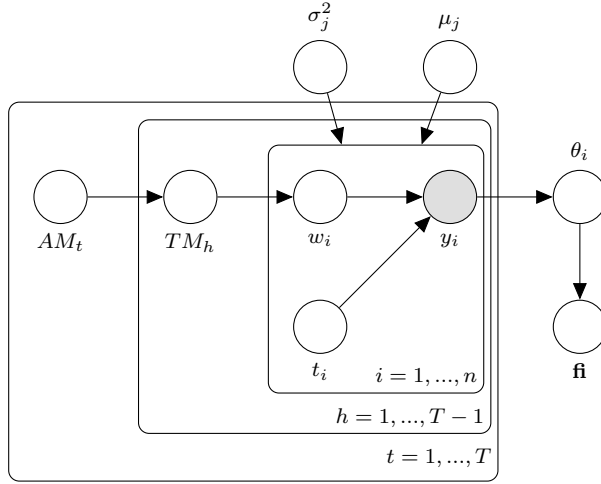 σ_j^2 μ_j
θ_i
AM_t TM_h w_i y_i
t_i fi
i = 1, ..., n
h = 1, ..., T − 1
t = 1, ..., T